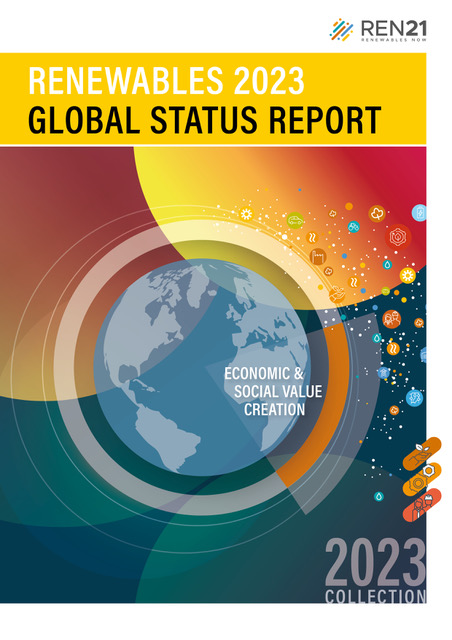 REN21
RENEWABLES NOW
RENEWABLES 2023
GLOBAL STATUS REPORT
ECONOMIC &
SOCIAL VALUE
CREATION
2023
COLLECTION